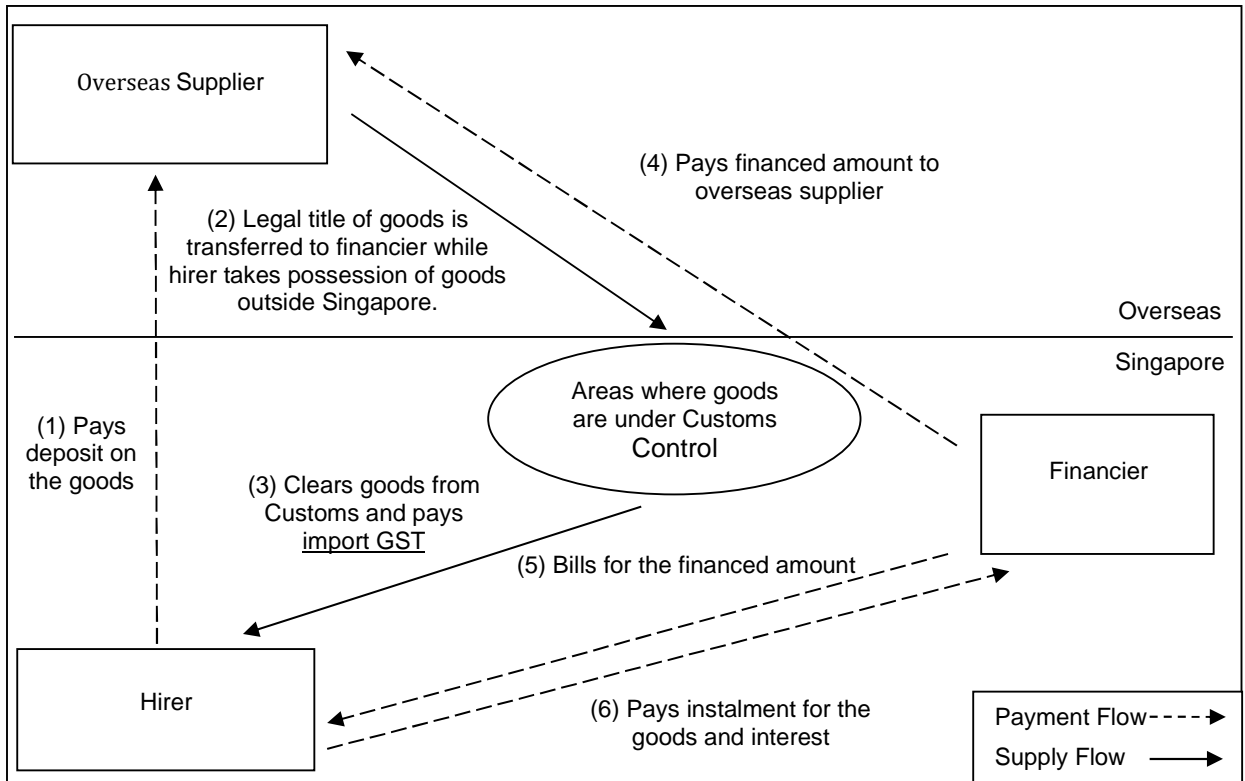 Overseas Supplier
(4) Pays financed amount to
overseas supplier
(2) Legal title of goods is
transferred to financier while
hirer takes possession of goods
outside Singapore.
Overseas
Singapore
Areas where goods
are under Customs
Control
(1) Pays
deposit on
the goods
Financier
(3) Clears goods from
Customs and pays
import GST
(5) Bills for the financed amount
Hirer
(6) Pays instalment for the
goods and interest
Payment Flow
Supply Flow